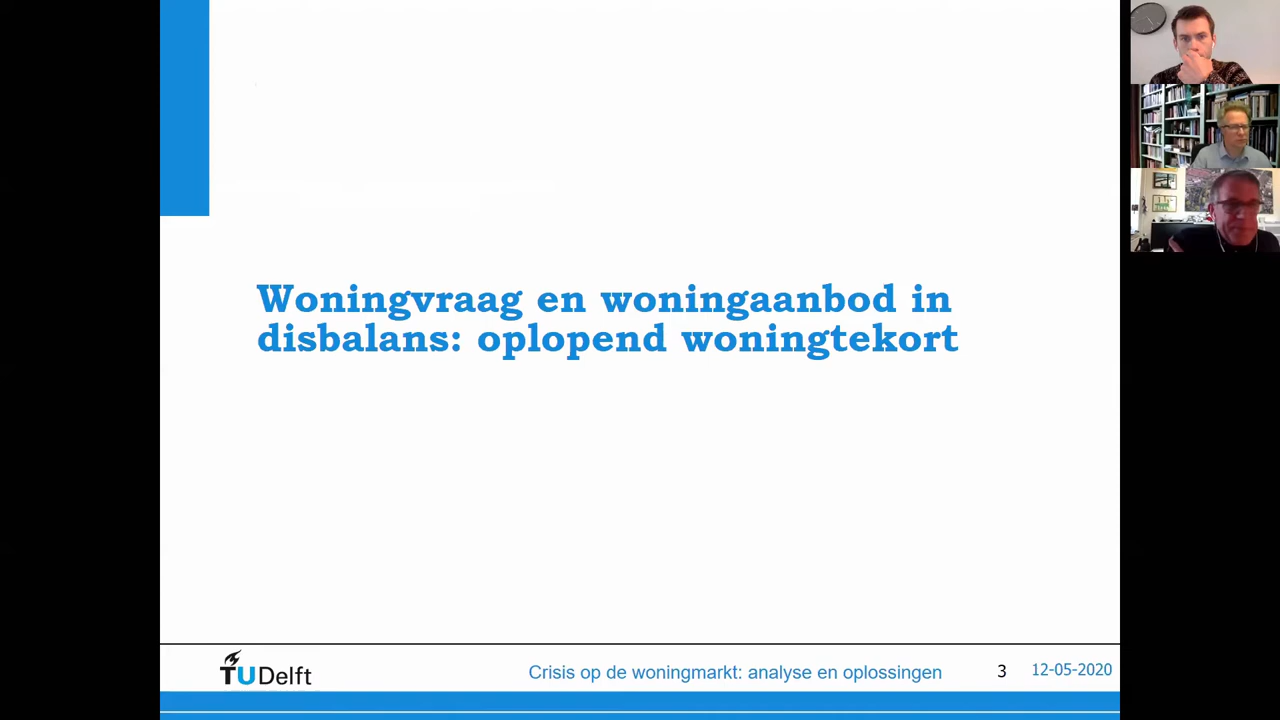 Woningvraag en woningaanbod in
disbalans: oplopend woningtekort
TUDelft
Crisis op de woningmarkt: analyse en oplossingen
3
12-05-2020